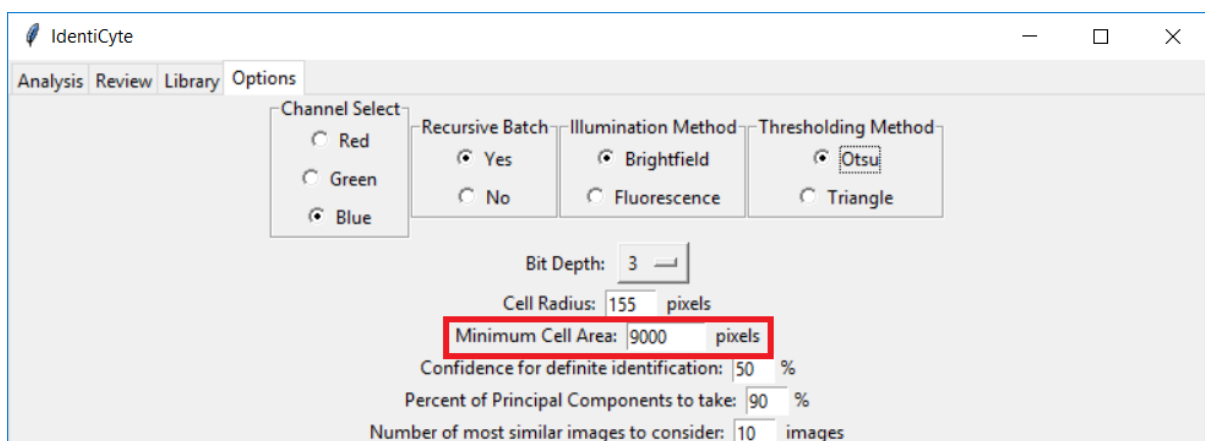 IdentiCyte
Analysis Review Library Options
Channel Select
Red
Green
Blue
Recursive Batch
Yes
No
Illumination Method
Brightfield
Fluorescence
Thresholding Method
Otsu
Triangle
Bit Depth: 3
Cell Radius: 155 pixels
Minimum Cell Area: 9000 pixels
Confidence for definite identification: 50 %
Percent of Principal Components to take: 90 %
Number of most similar images to consider: 10 images